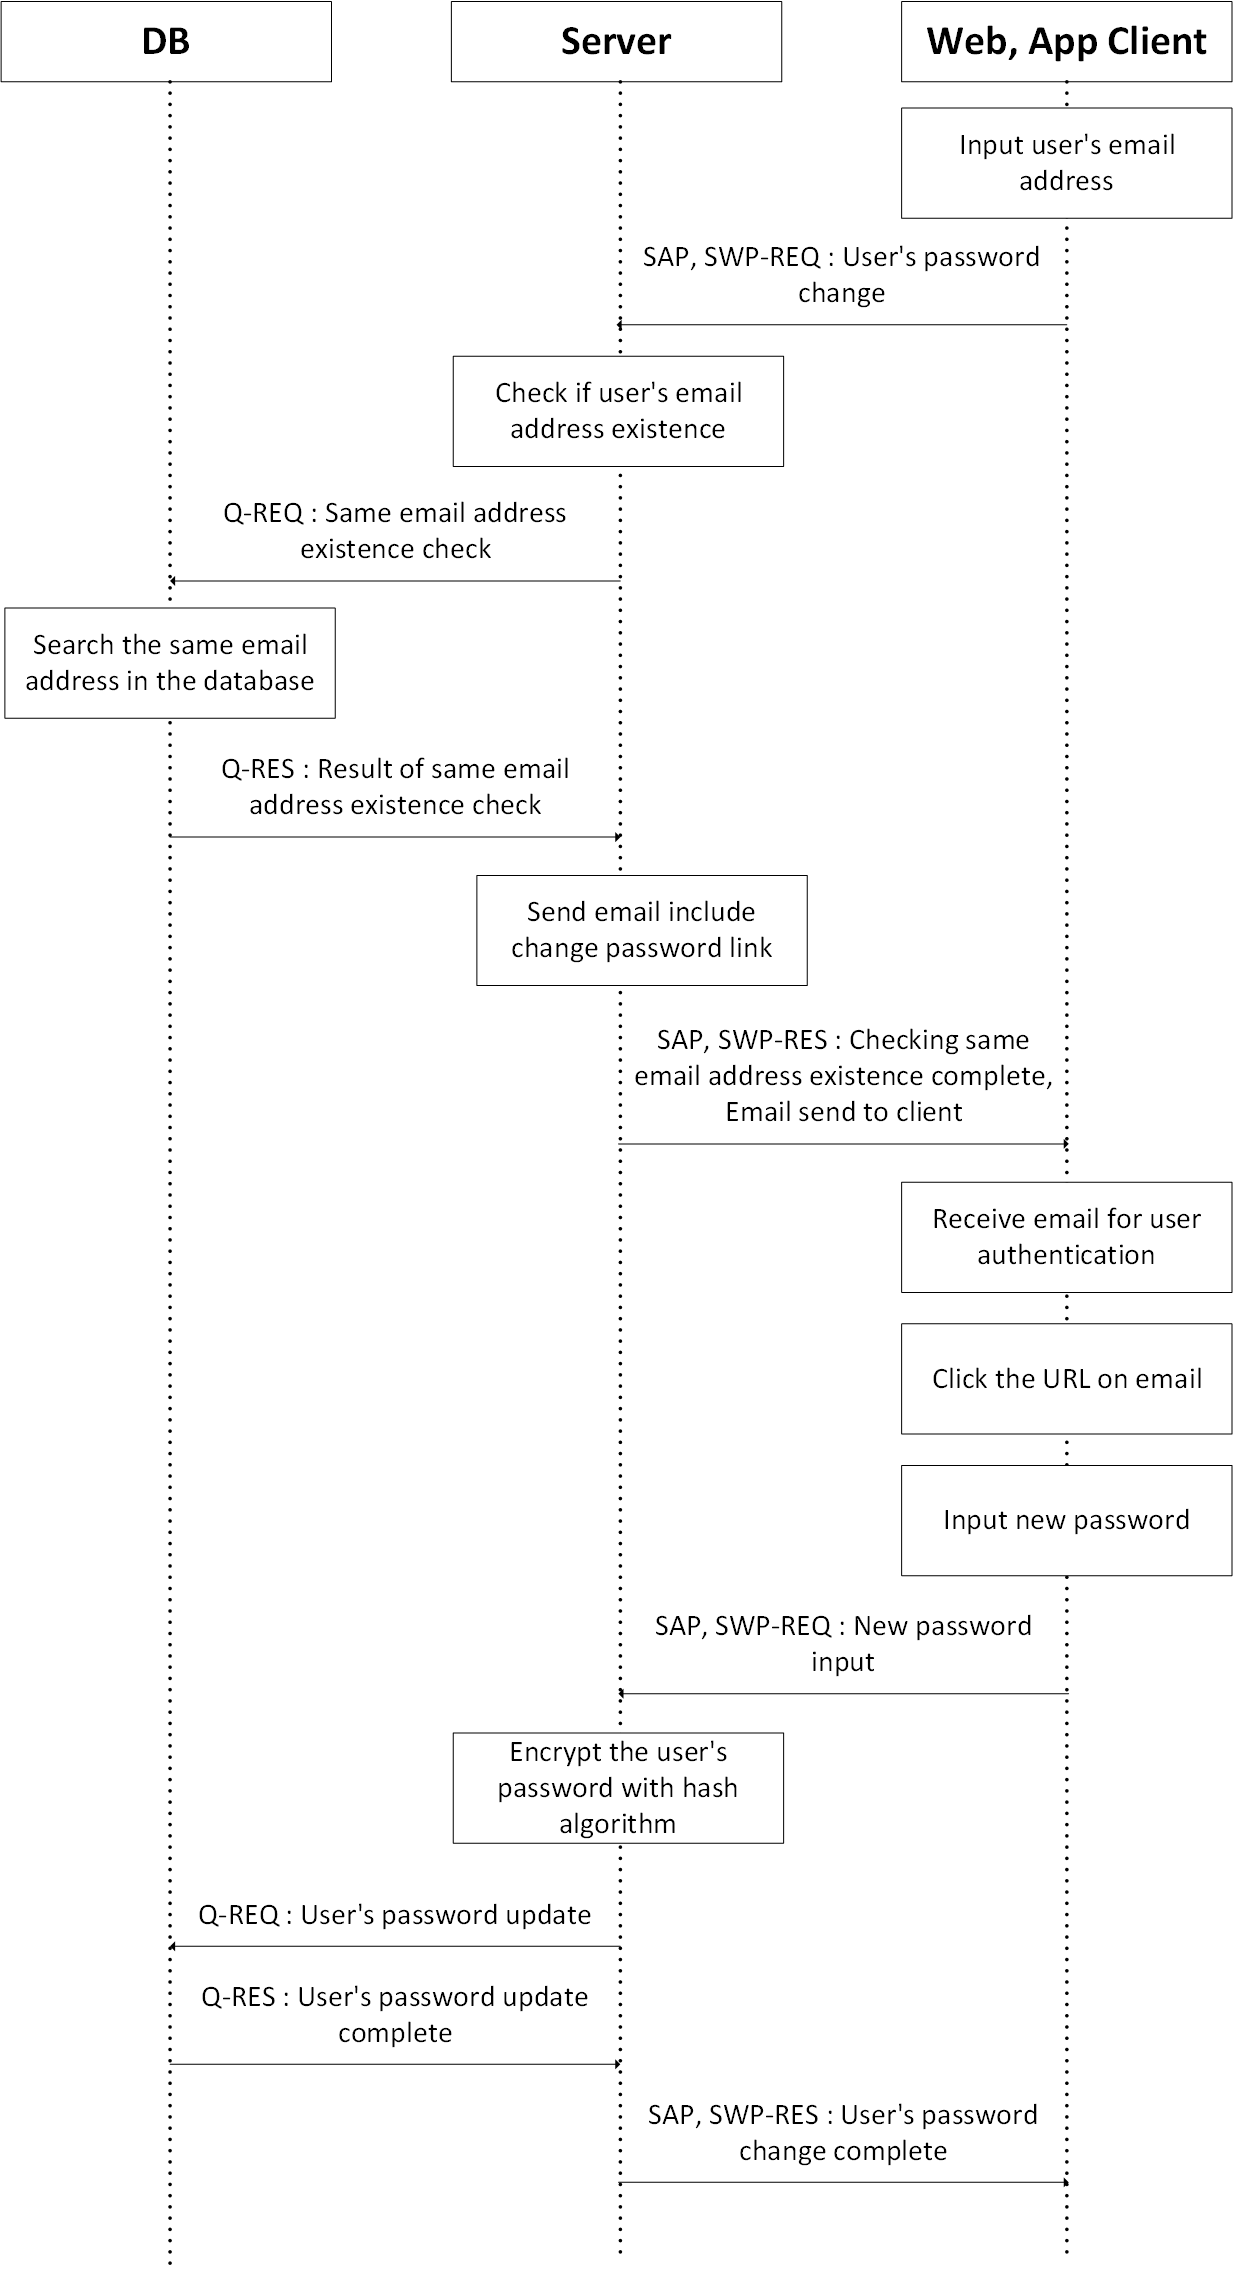 DB
Server
Web, App Client
Input user's email
address
SAP, SWP-REQ : User's password
change
Check if user's email
address existence
Q-REQ : Same email address
existence check
Search the same email
address in the database
Q-RES : Result of same email
address existence check
Send email include
change password link
SAP, SWP-RES : Checking same
email address existence complete,
Email send to client
Receive email for user
authentication
Click the URL on email
Input new password
SAP, SWP-REQ : New password
input
Encrypt the user's
password with hash
algorithm
Q-REQ : User's password update
Q-RES : User's password update
complete
SAP, SWP-RES : User's password
change complete